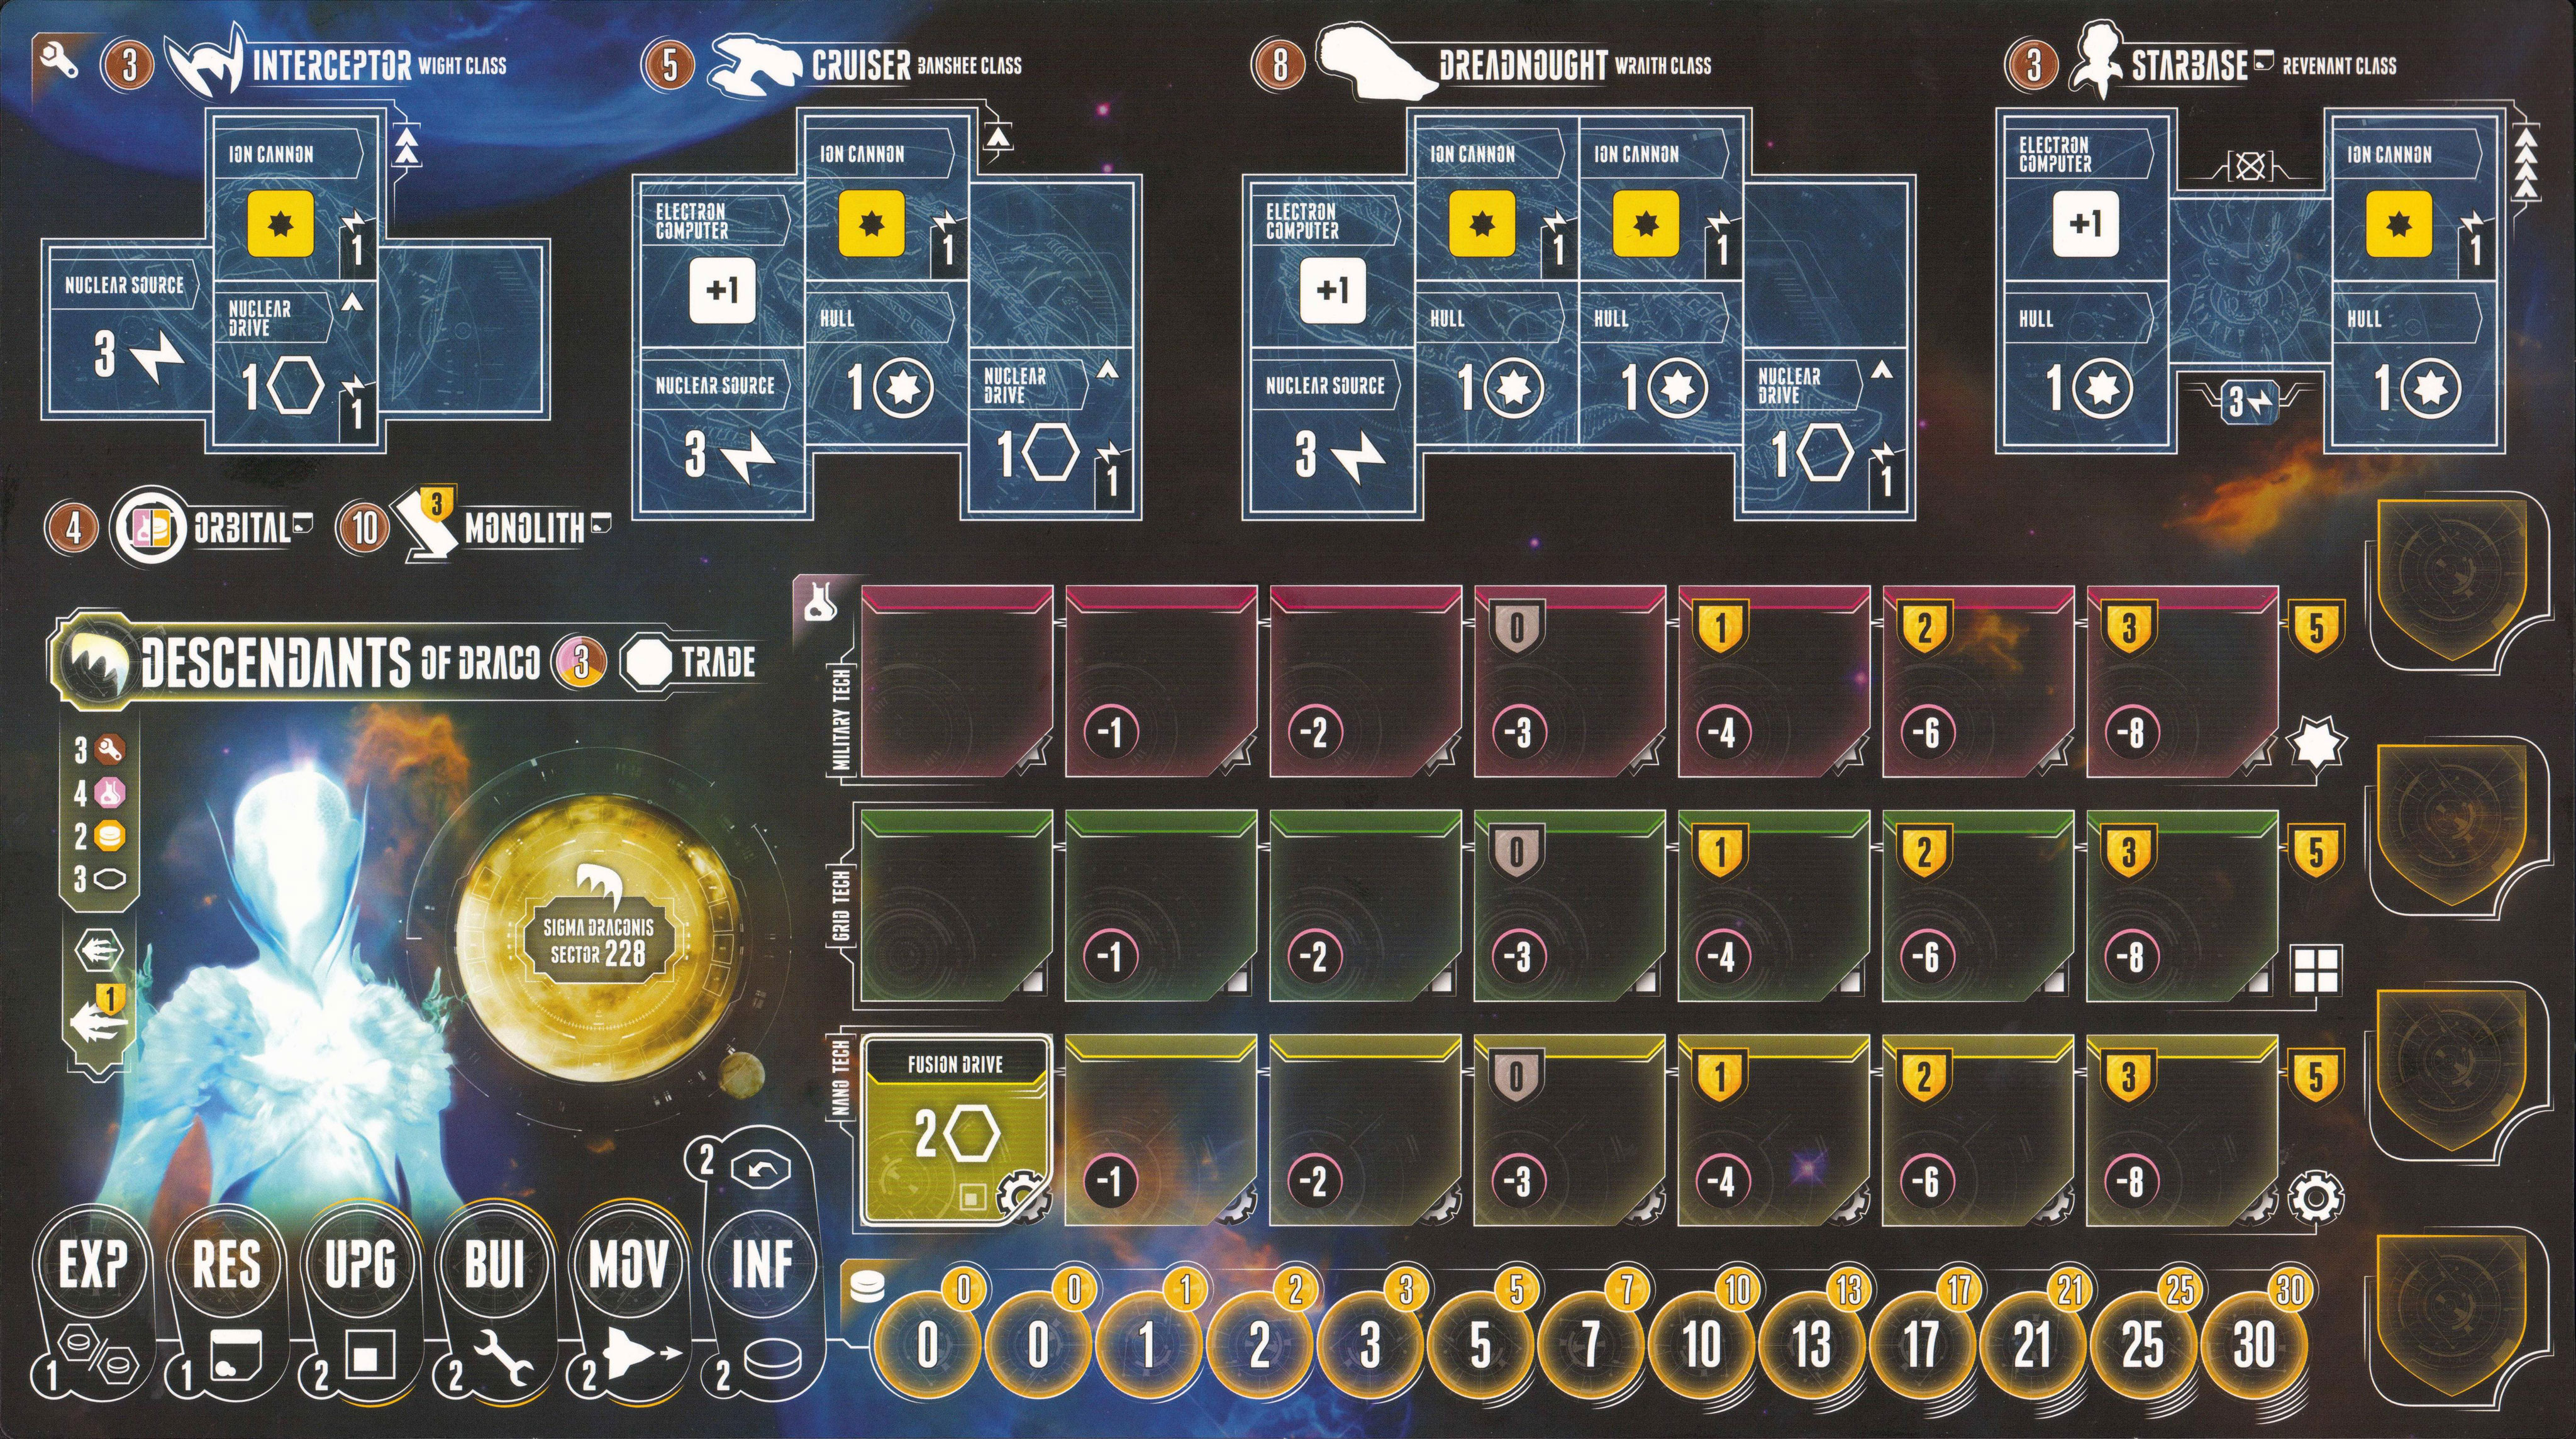 3 INTERCEPTOR WIGHT CLASS
5 CRUISER BANSHEE CLASS
8 DREADNOUGHT WRAITH CLASS
3 STARBASE REVENANT CLASS
ION CANNON
1
NUCLEAR SOURCE
3
NUCLEAR DRIVE
1
1
ION CANNON
1
ELECTRON COMPUTER
+1
HULL
1
NUCLEAR SOURCE
3
NUCLEAR DRIVE
1
1
ION CANNON
1
ION CANNON
1
ELECTRON COMPUTER
+1
HULL
1
HULL
1
NUCLEAR SOURCE
3
NUCLEAR DRIVE
1
1
ELECTRON COMPUTER
+1
ION CANNON
1
HULL
1
HULL
1
3
4 ORBITAL
10 3 MONOLITH
DESCENDANTS OF DRACO 3 TRADE
3
4
2
3
1
SIGMA DRACONIS
SECTOR 228
MILITARY TECH
0 1 2 3 5
-1 -2 -3 -4 -6 -8
GRID TECH
0 1 2 3 5
-1 -2 -3 -4 -6 -8
NANO TECH
FUSION DRIVE
2
0 1 2 3 5
-1 -2 -3 -4 -6 -8
2
EXP RES UPG BUI MOV INF
1 1 2 2 2 2
0 0 1 2 3 5 7 10 13 17 21 25 30
0 0 1 2 3 5 7 10 13 17 21 25 30